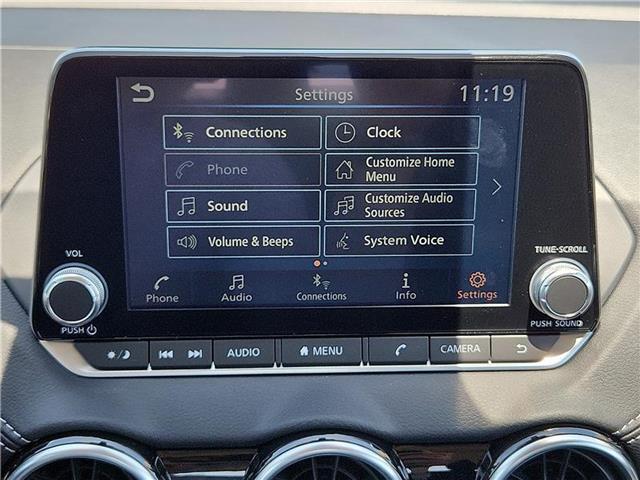 Settings
11:19
Connections
Clock
Phone
Customize Home
Menu
Sound
Customize Audio
Sources
Volume & Beeps
System Voice
VOL
PUSH
TUNE·SCROLL
PUSH SOUND
Phone
Audio
Connections
Info
Settings
AUDIO
MENU
CAMERA